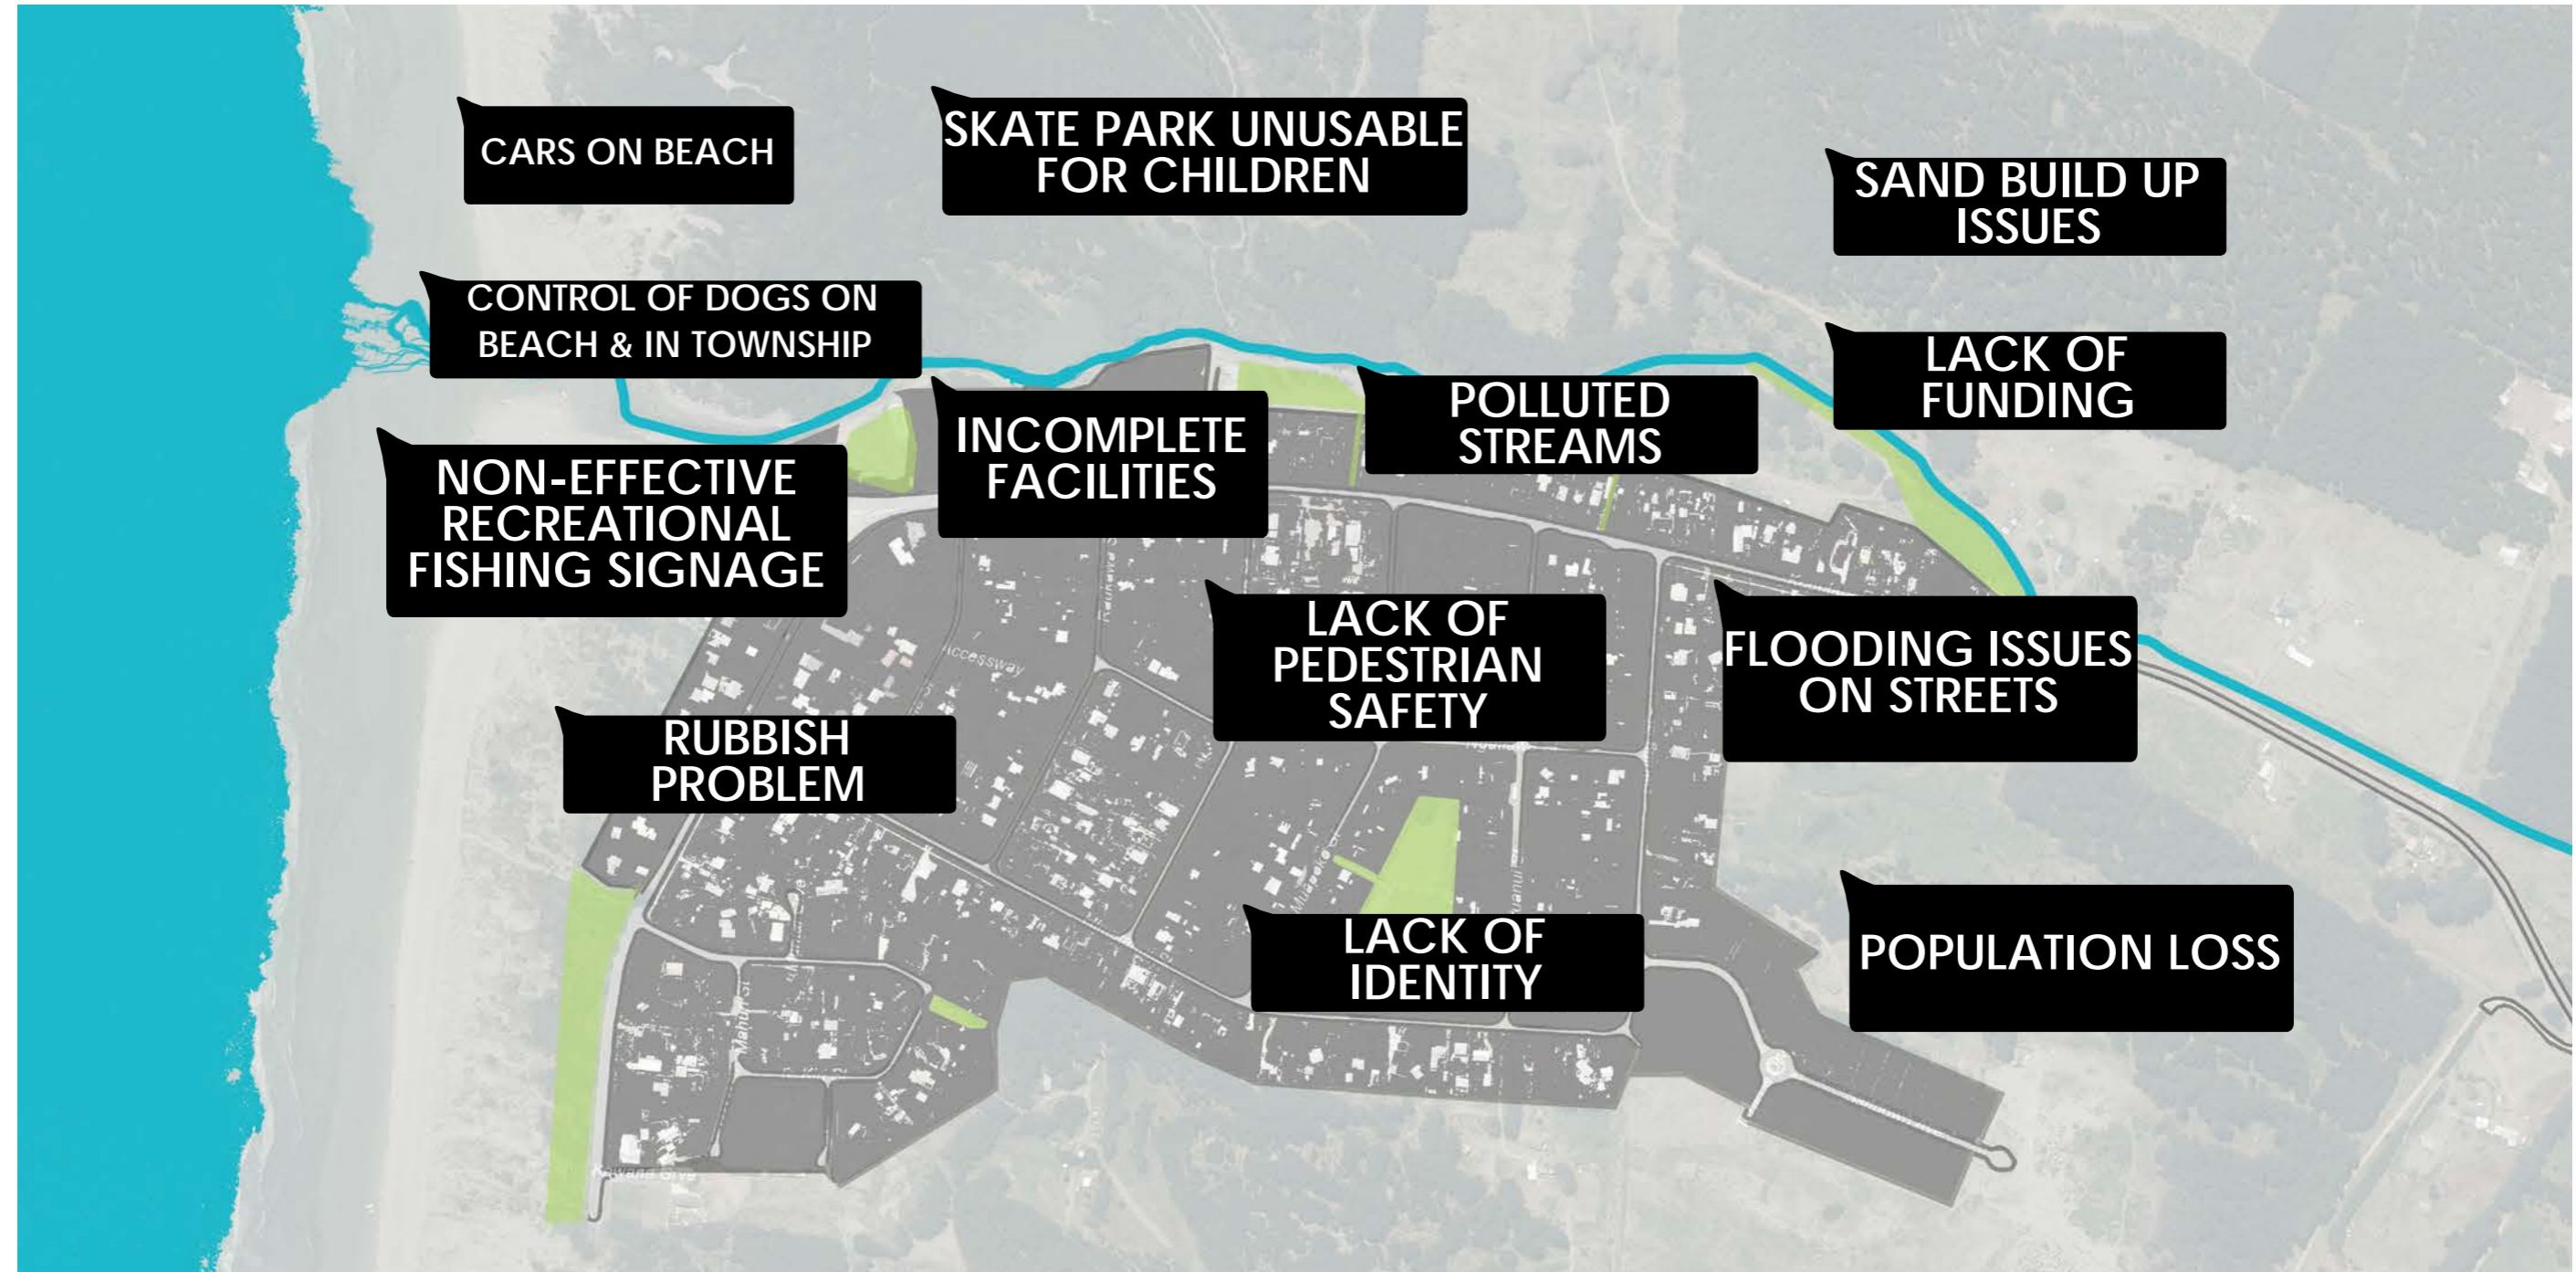 CARS ON BEACH
SKATE PARK UNUSABLE
FOR CHILDREN
SAND BUILD UP
ISSUES
CONTROL OF DOGS ON
BEACH & IN TOWNSHIP
LACK OF
FUNDING
INCOMPLETE
FACILITIES
POLLUTED
STREAMS
NON-EFFECTIVE
RECREATIONAL
FISHING SIGNAGE
LACK OF
PEDESTRIAN
SAFETY
FLOODING ISSUES
ON STREETS
Accessway
RUBBISH
PROBLEM
LACK OF
IDENTITY
POPULATION LOSS